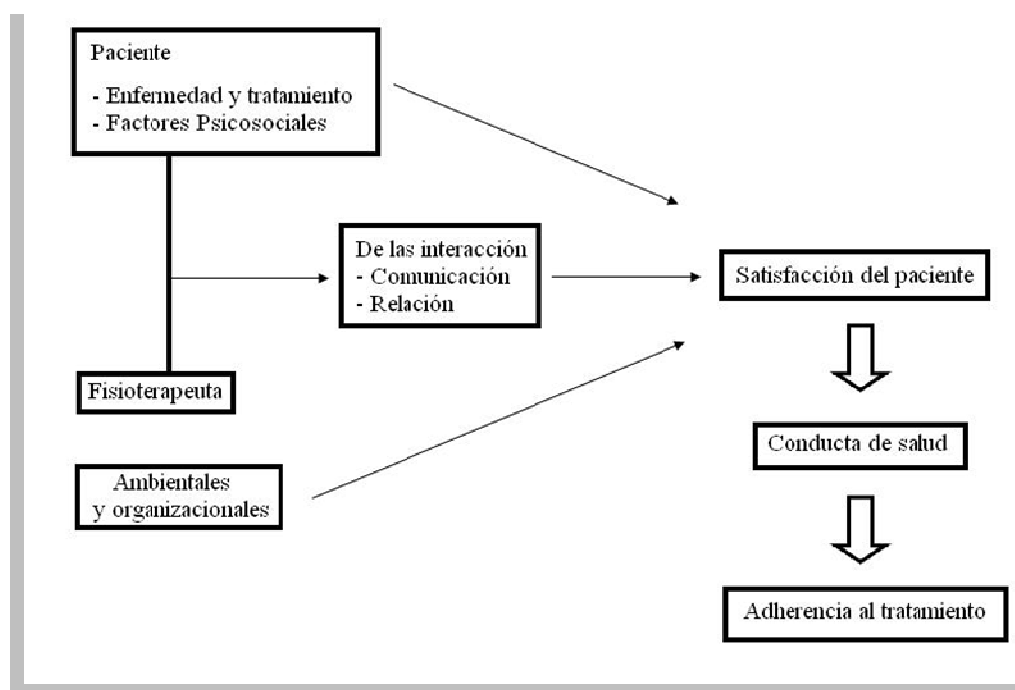 Paciente
- Enfermedad y tratamiento
- Factores Psicosociales
De las interacción
- Comunicación
- Relación
Satisfacción del paciente
Fisioterapeuta
Conducta de salud
Ambientales
y organizacionales
Adherencia al tratamiento